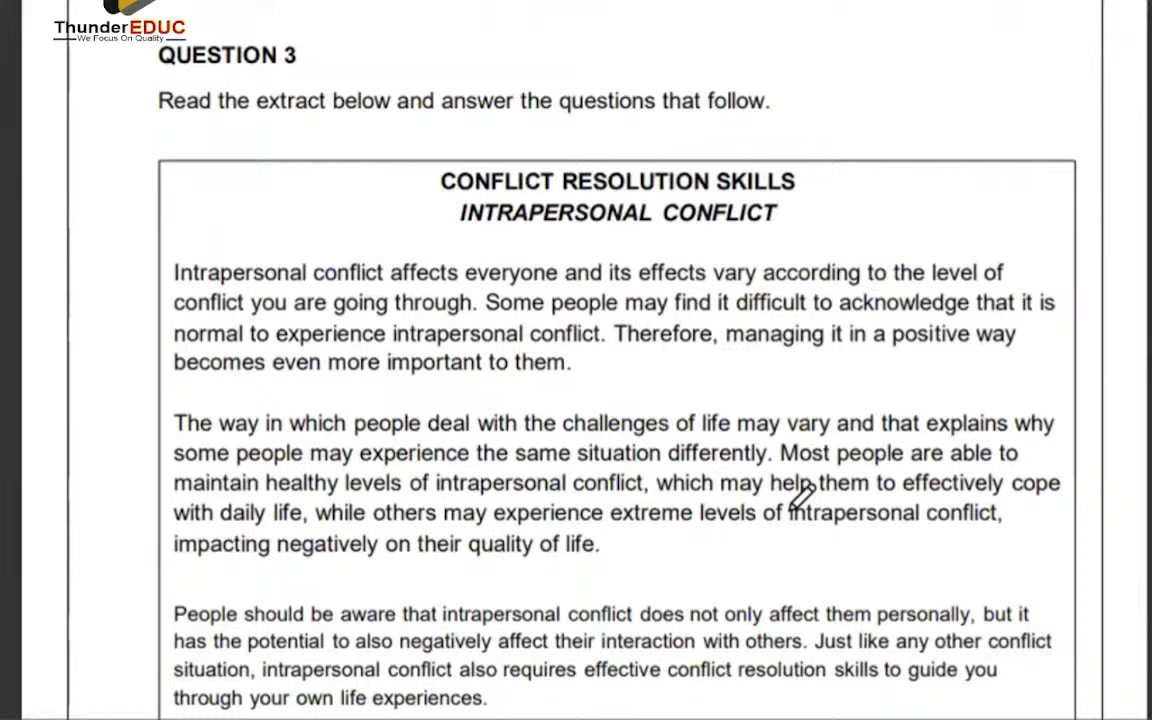 ThunderEDUC
We Focus On Quality
QUESTION 3
Read the extract below and answer the questions that follow.
CONFLICT RESOLUTION SKILLS
INTRAPERSONAL CONFLICT
Intrapersonal conflict affects everyone and its effects vary according to the level of
conflict you are going through. Some people may find it difficult to acknowledge that it is
normal to experience intrapersonal conflict. Therefore, managing it in a positive way
becomes even more important to them.
The way in which people deal with the challenges of life may vary and that explains why
some people may experience the same situation differently. Most people are able to
maintain healthy levels of intrapersonal conflict, which may help them to effectively cope
with daily life, while others may experience extreme levels of intrapersonal conflict,
impacting negatively on their quality of life.
People should be aware that intrapersonal conflict does not only affect them personally, but it
has the potential to also negatively affect their interaction with others. Just like any other conflict
situation, intrapersonal conflict also requires effective conflict resolution skills to guide you
through your own life experiences.